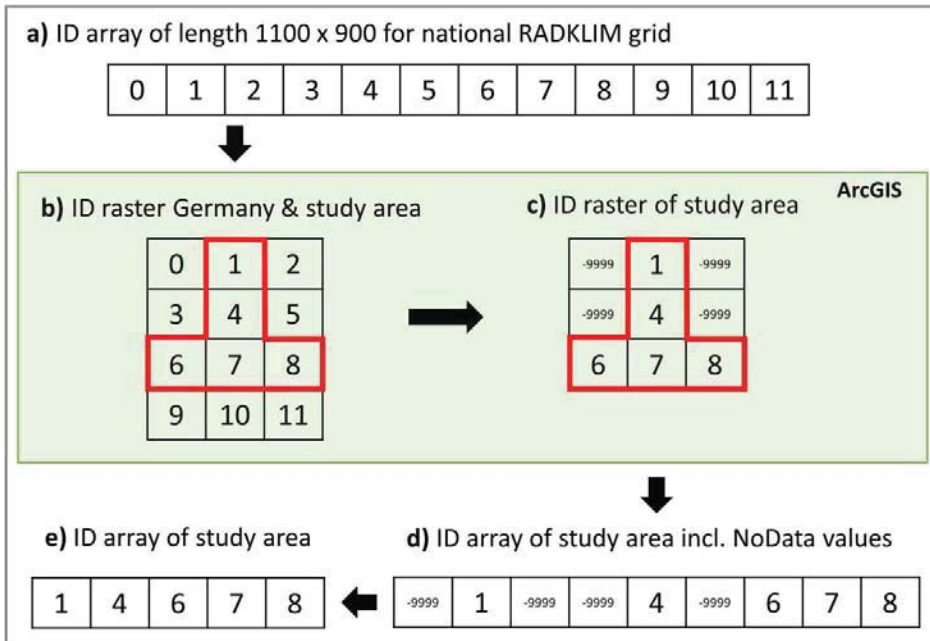 a) ID array of length 1100 x 900 for national RADKLIM grid
0 1 2 3 4 5 6 7 8 9 10 11
ArcGIS
b) ID raster Germany & study area
0 1 2
3 4 5
6 7 8
9 10 11
c) ID raster of study area
-9999 1 -9999
-9999 4 -9999
6 7 8
d) ID array of study area incl. NoData values
-9999 1 -9999 -9999 4 -9999 6 7 8
e) ID array of study area
1 4 6 7 8